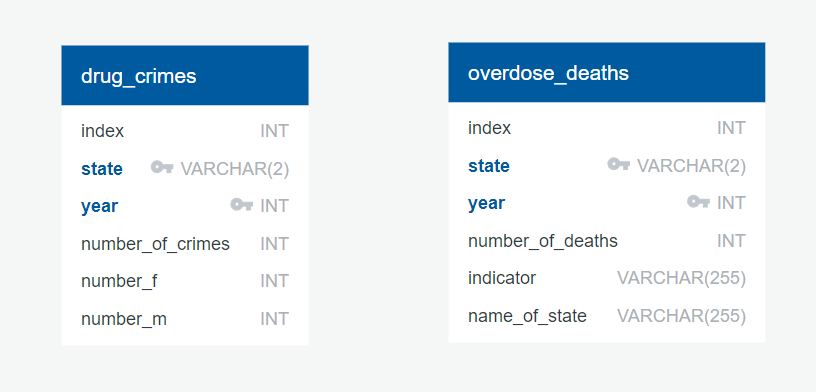 drug_crimes
index INT
state VARCHAR(2)
year INT
number_of_crimes INT
number_f INT
number_m INT
overdose_deaths
index INT
state VARCHAR(2)
year INT
number_of_deaths INT
indicator VARCHAR(255)
name_of_state VARCHAR(255)